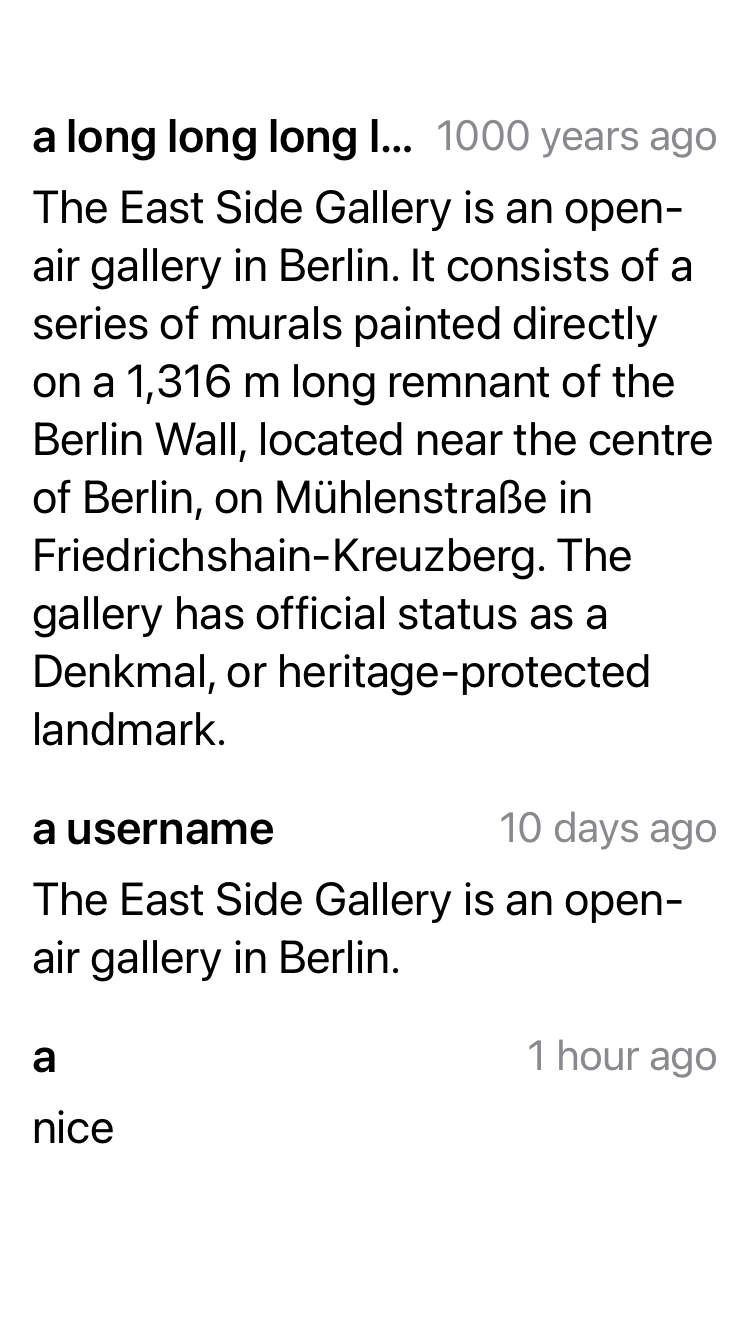 a long long long l... 1000 years ago
The East Side Gallery is an open-
air gallery in Berlin. It consists of a
series of murals painted directly
on a 1,316 m long remnant of the
Berlin Wall, located near the centre
of Berlin, on Mühlenstraße in
Friedrichshain-Kreuzberg. The
gallery has official status as a
Denkmal, or heritage-protected
landmark.
a username 10 days ago
The East Side Gallery is an open-
air gallery in Berlin.
a 1 hour ago
nice